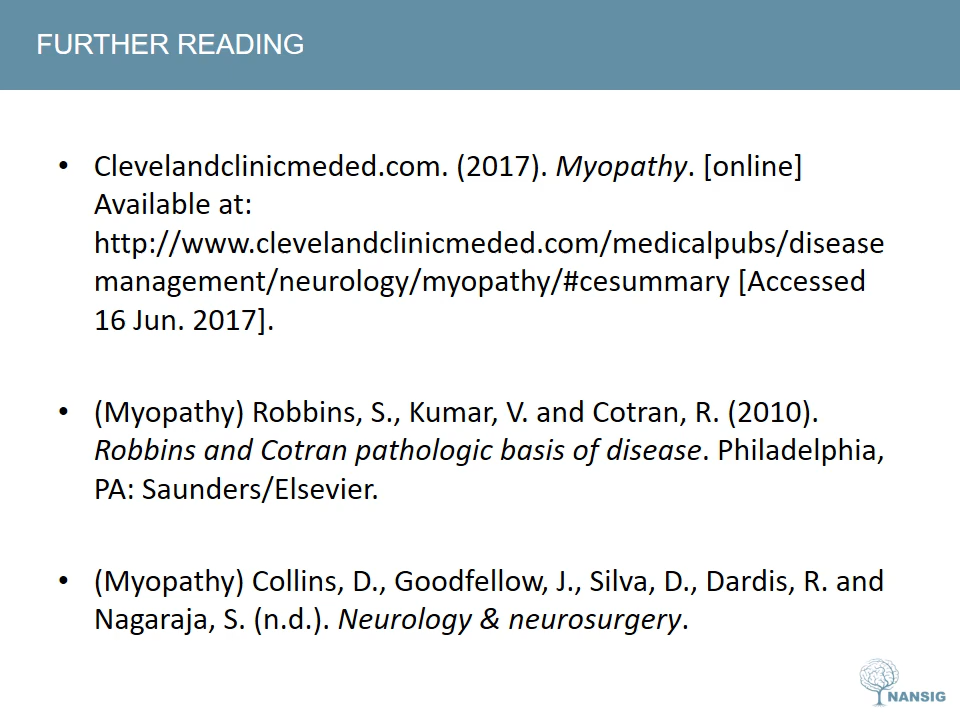 FURTHER READING
• Clevelandclinicmeded.com. (2017). Myopathy. [online]
Available at:
http://www.clevelandclinicmeded.com/medicalpubs/disease
management/neurology/myopathy/#cesummary [Accessed
16 Jun. 2017].
• (Myopathy) Robbins, S., Kumar, V. and Cotran, R. (2010).
Robbins and Cotran pathologic basis of disease. Philadelphia,
PA: Saunders/Elsevier.
• (Myopathy) Collins, D., Goodfellow, J., Silva, D., Dardis, R. and
Nagaraja, S. (n.d.). Neurology & neurosurgery.
NANSIG